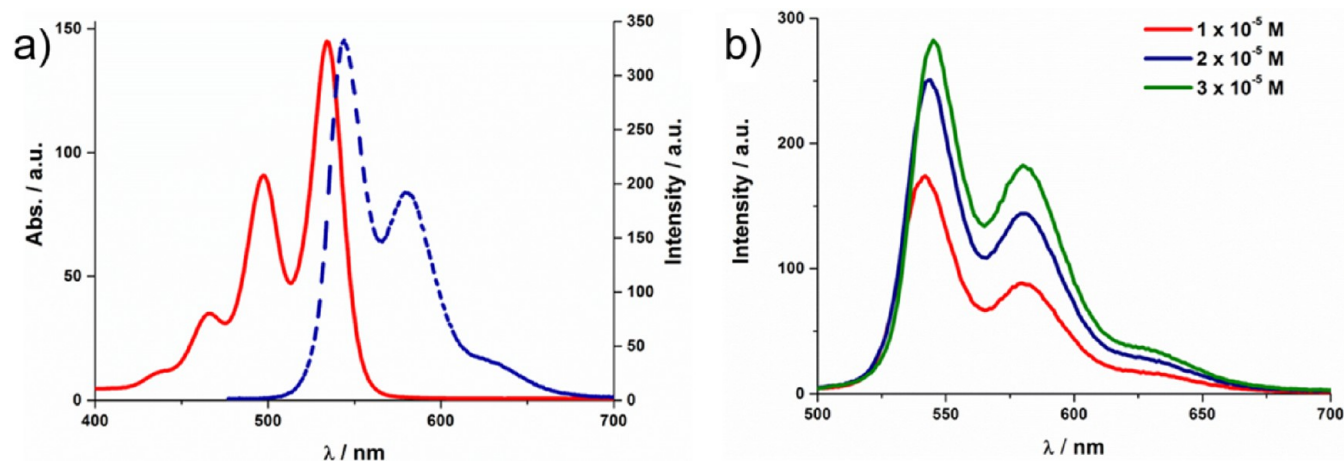 a)
Abs. / a.u.
150
100
50
0
400
500
600
700
λ / nm
350
300
250
200
150
100
50
0
Intensity / a.u.
b)
Intensity / a.u.
300
200
100
0
500
550
600
650
700
λ / nm
1 x 10⁻⁵ M
2 x 10⁻⁵ M
3 x 10⁻⁵ M